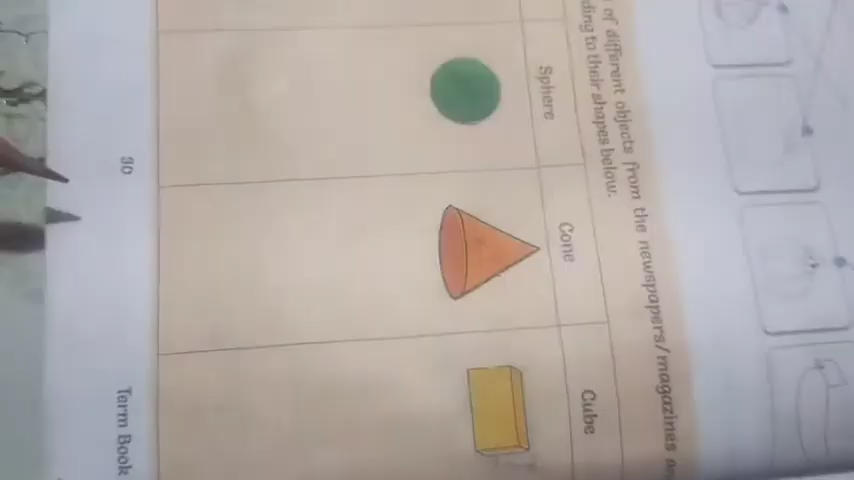 of different objects from the newspapers/magazines
ding to their shapes below.
Sphere
Cone
Cube
30
Term Book